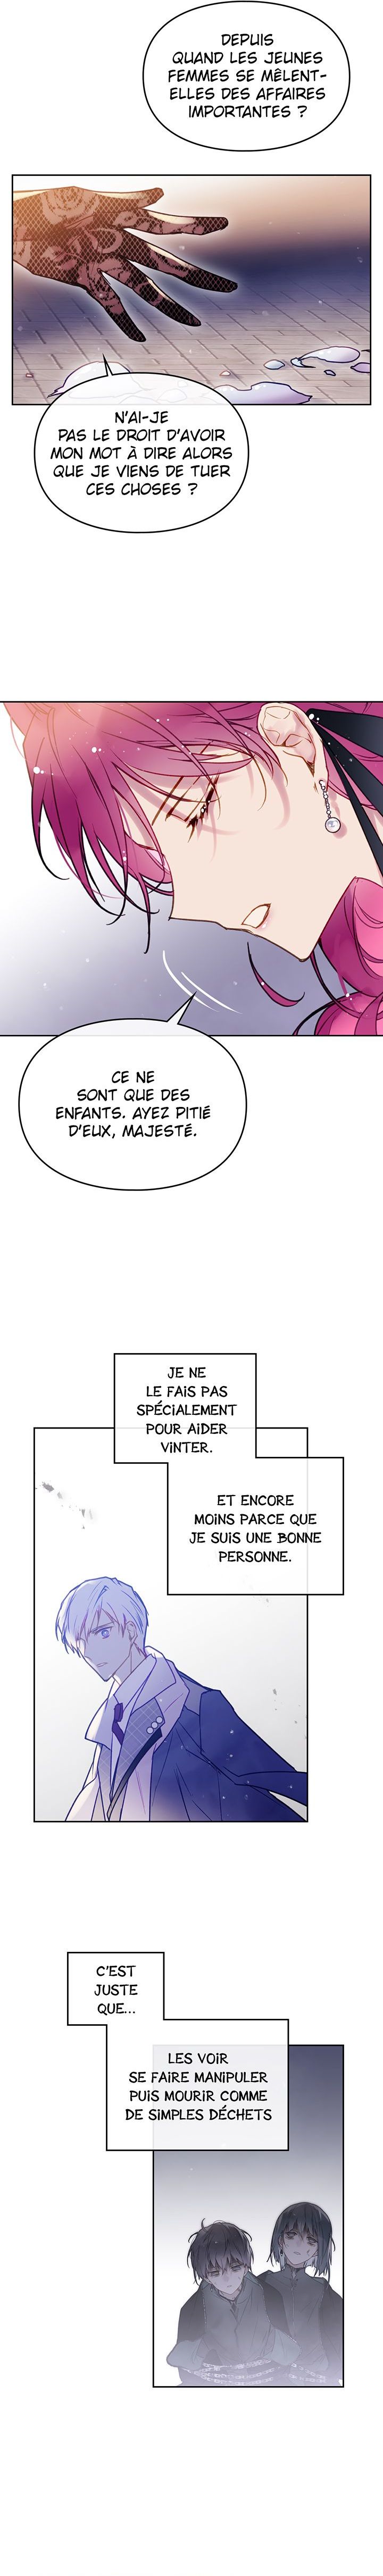 DEPUIS
QUAND LES JEUNES
FEMMES SE MÊLENT-
ELLES DES AFFAIRES
IMPORTANTES ?
N'AI-JE
PAS LE DROIT D'AVOIR
MON MOT À DIRE ALORS
QUE JE VIENS DE TUER
CES CHOSES ?
CE NE
SONT QUE DES
ENFANTS. AYEZ PITIÉ
D'EUX, MAJESTÉ.
JE NE
LE FAIS PAS
SPÉCIALEMENT
POUR AIDER
VINTER.
ET ENCORE
MOINS PARCE QUE
JE SUIS UNE BONNE
PERSONNE.
C'EST
JUSTE
QUE...
LES VOIR
SE FAIRE MANIPULER
PUIS MOURIR COMME
DE SIMPLES DÉCHETS